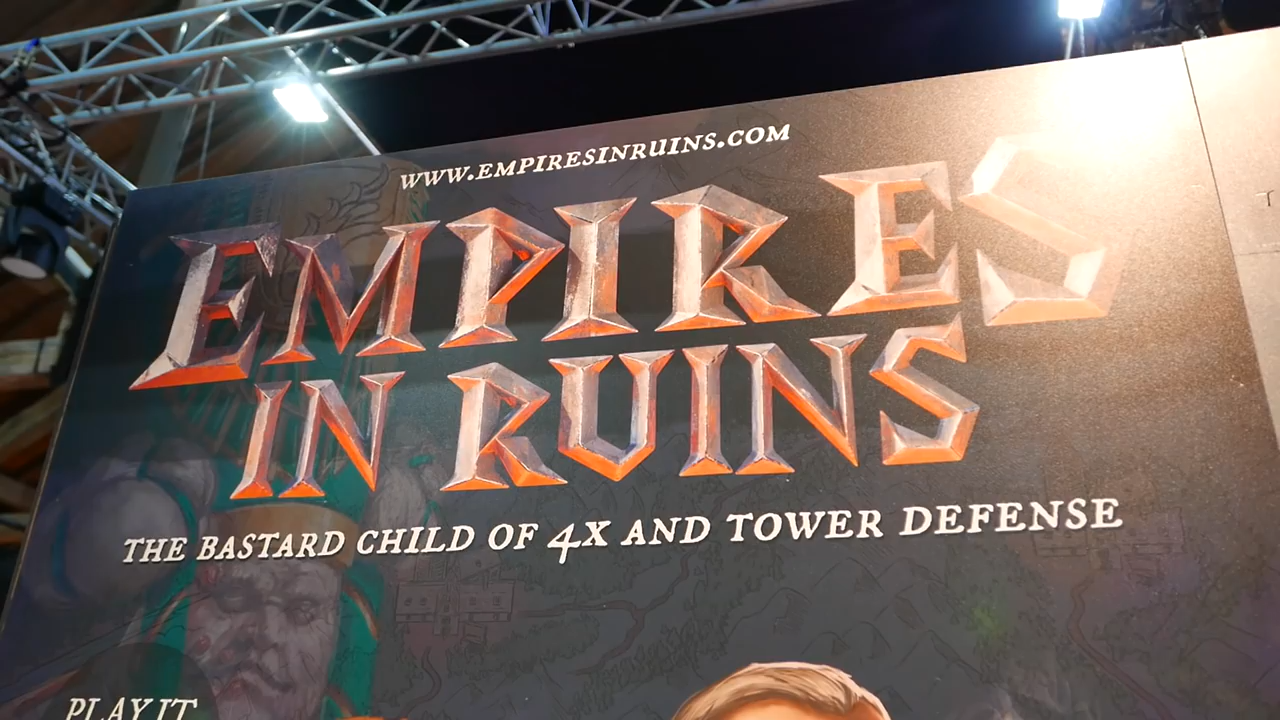 WWW.EMPIRESINRUINS.COM
EMPIRES
IN RUINS
THE BASTARD CHILD OF 4X AND TOWER DEFENSE
PLAY IT